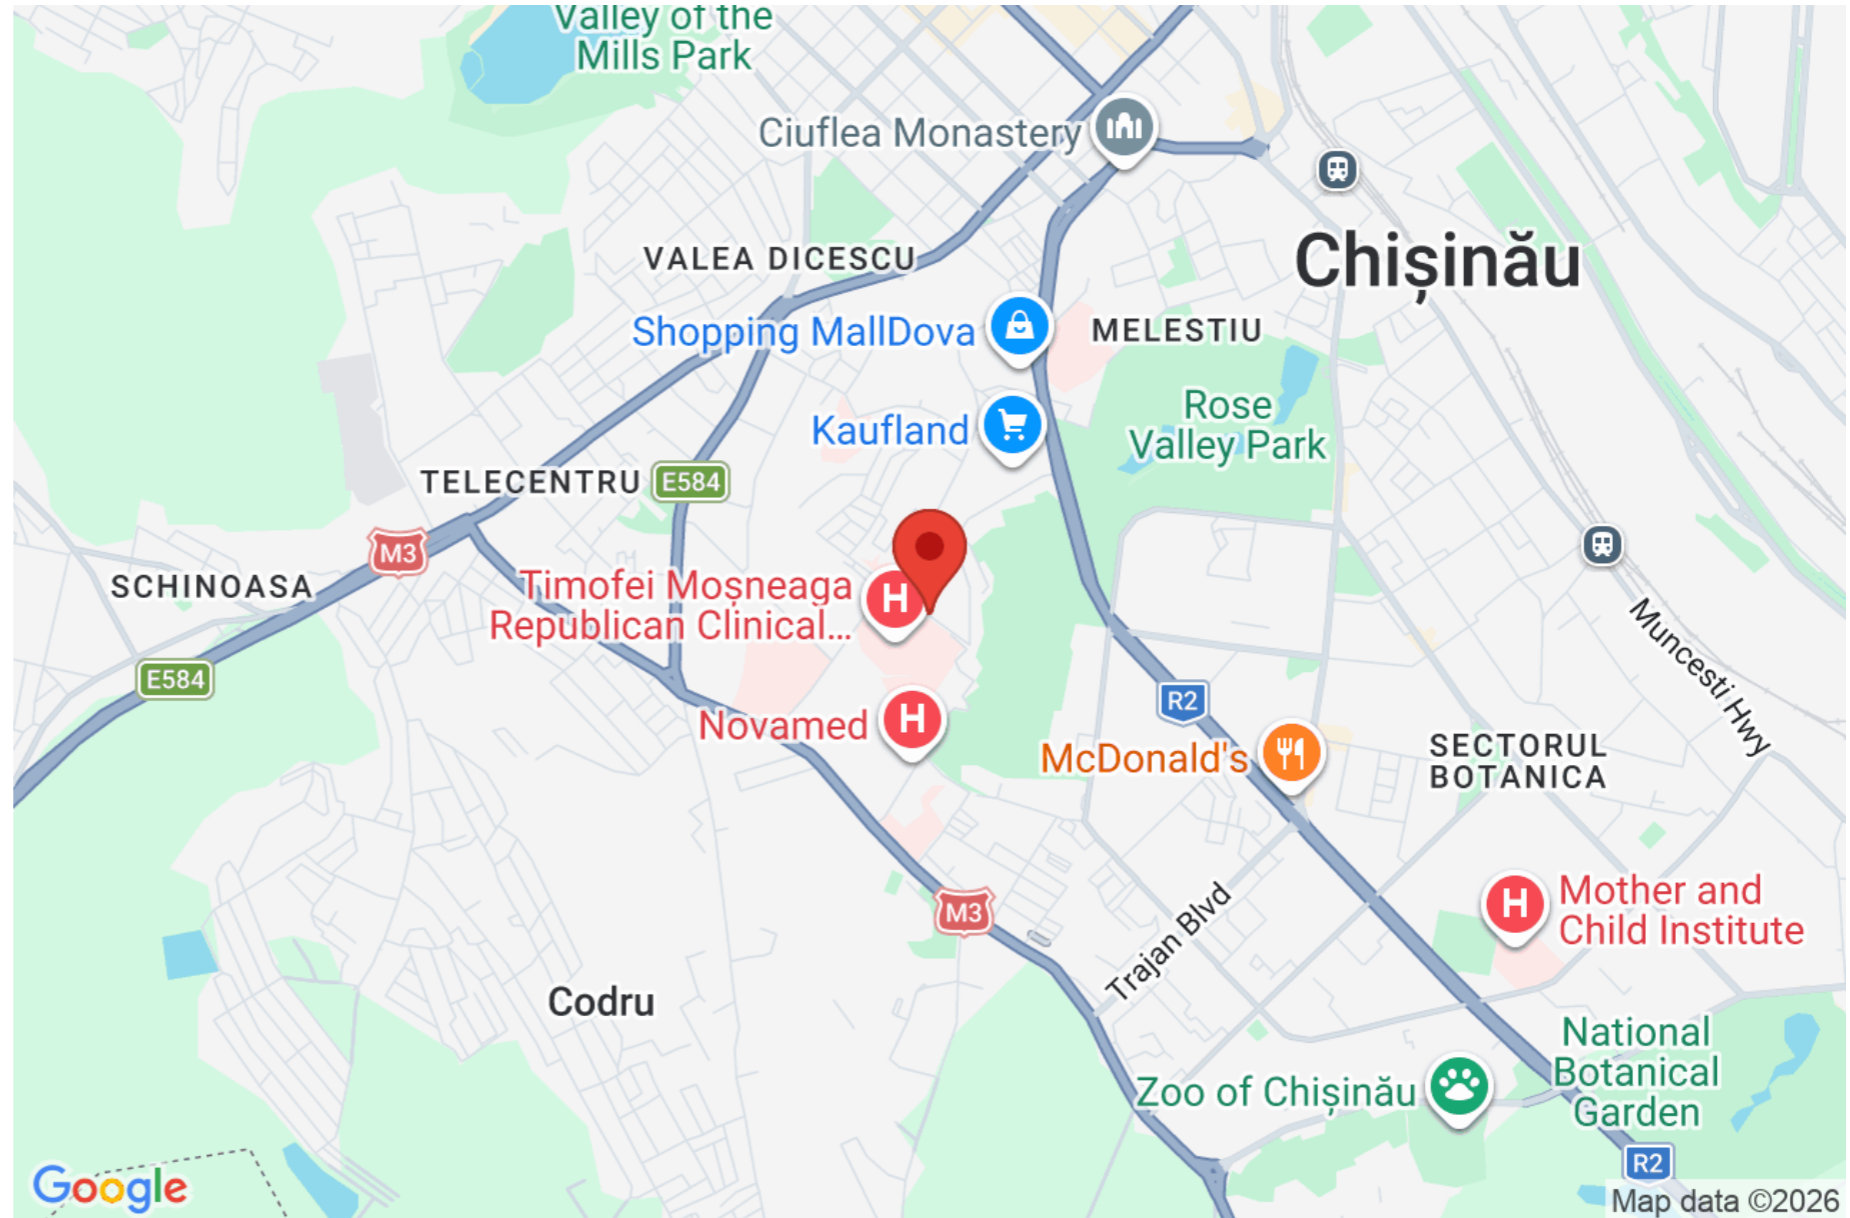 Valley of the
Mills Park
Ciuflea Monastery
Chișinău
VALEA DICESCU
Shopping MallDova
MELESTIU
Rose
Valley Park
Kaufland
TELECENTRU
E584
M3
SCHINOASA
Timofei Moșneaga
Republican Clinical...
H
E584
Muncesti Hwy
R2
Novamed
H
McDonald's
SECTORUL
BOTANICA
H
Mother and
Child Institute
M3
Trajan Blvd
Codru
National
Botanical
Garden
Zoo of Chișinău
R2
Google
Map data ©2026